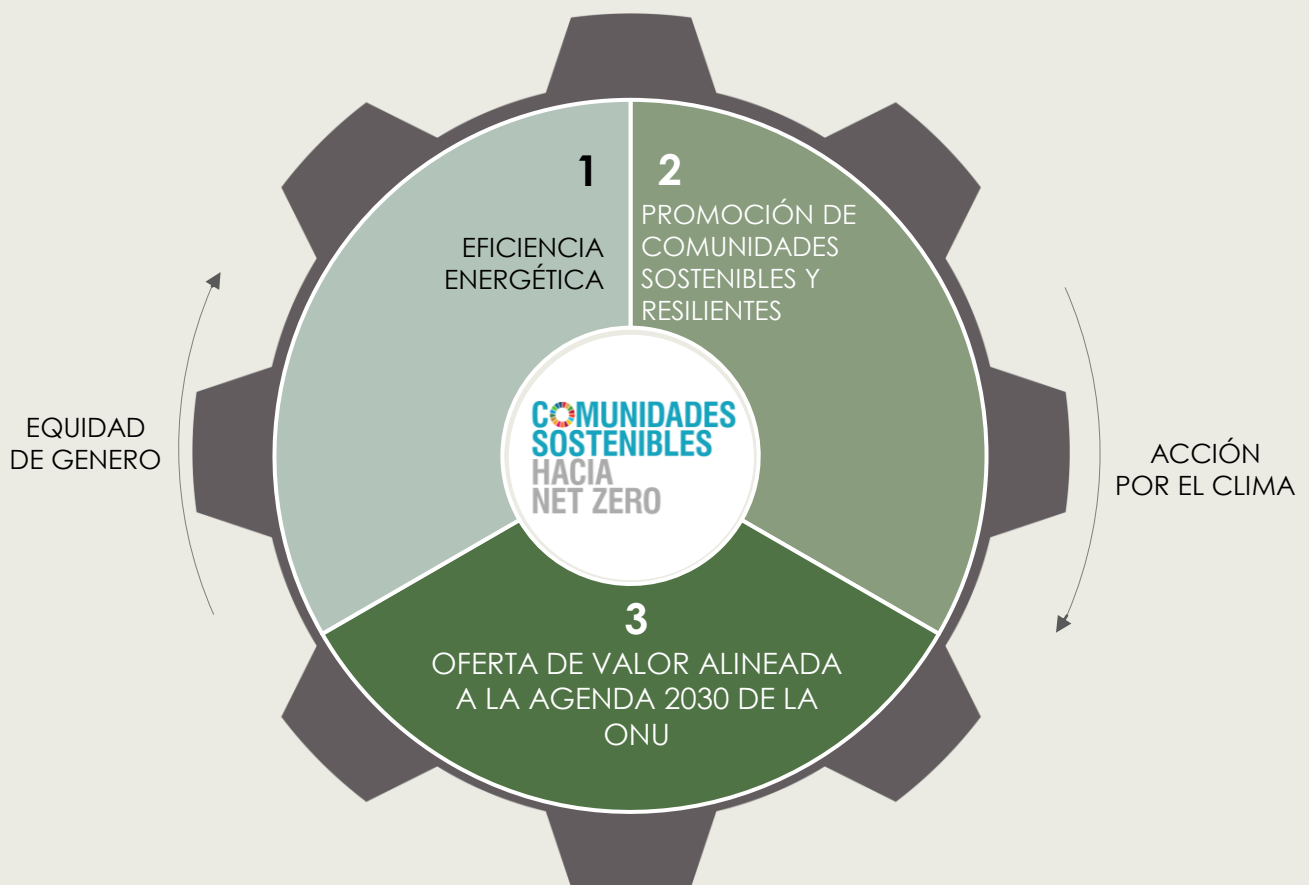 1
EFICIENCIA
ENERGÉTICA
2
PROMOCIÓN DE
COMUNIDADES
SOSTENIBLES Y
RESILIENTES
EQUIDAD
DE GENERO
COMUNIDADES
SOSTENIBLES
HACIA
NET ZERO
ACCIÓN
POR EL CLIMA
3
OFERTA DE VALOR ALINEADA
A LA AGENDA 2030 DE LA
ONU